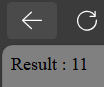 Result : 11